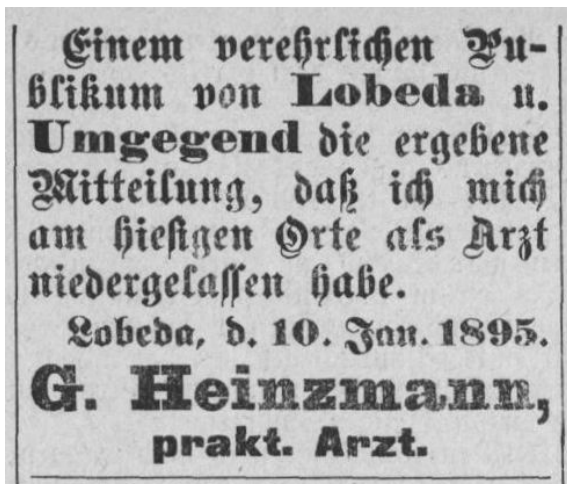 Einem verehrlichen Pu-
blikum von Lobeda u.
Umgegend die ergebene
Mitteilung, daß ich mich
am hiesigen Orte als Arzt
niedergelassen habe.
Lobeda, d. 10. Jan. 1895.
G. Heinzmann,
prakt. Arzt.